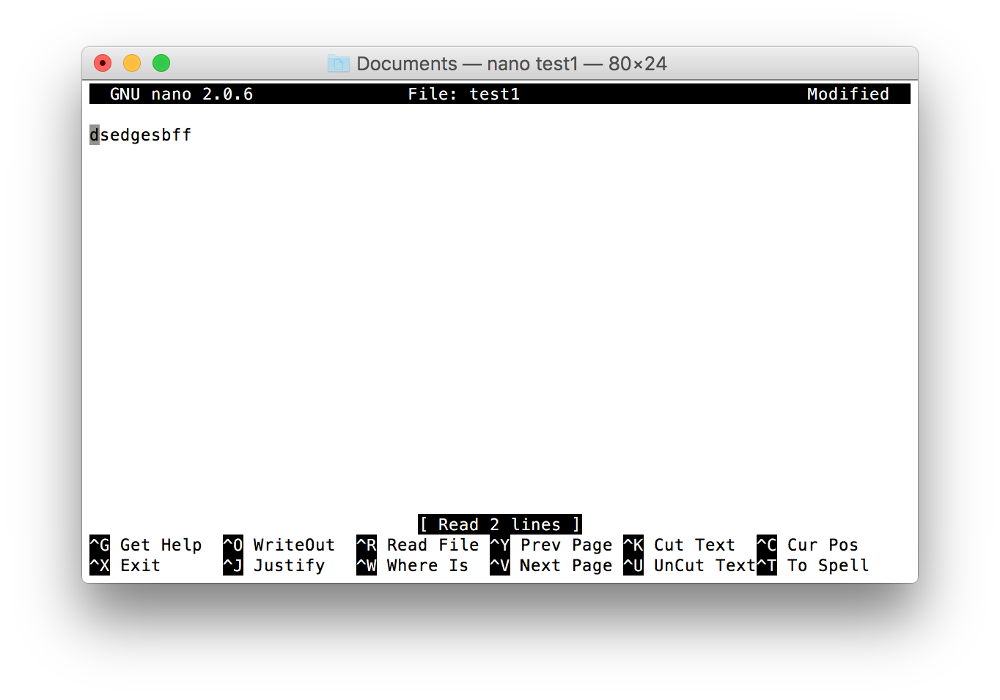 Documents — nano test1 — 80×24
GNU nano 2.0.6 File: test1 Modified
dsedgesbff
[ Read 2 lines ]
^G Get Help ^O WriteOut ^R Read File ^Y Prev Page ^K Cut Text ^C Cur Pos
^X Exit ^J Justify ^W Where Is ^V Next Page ^U UnCut Text ^T To Spell